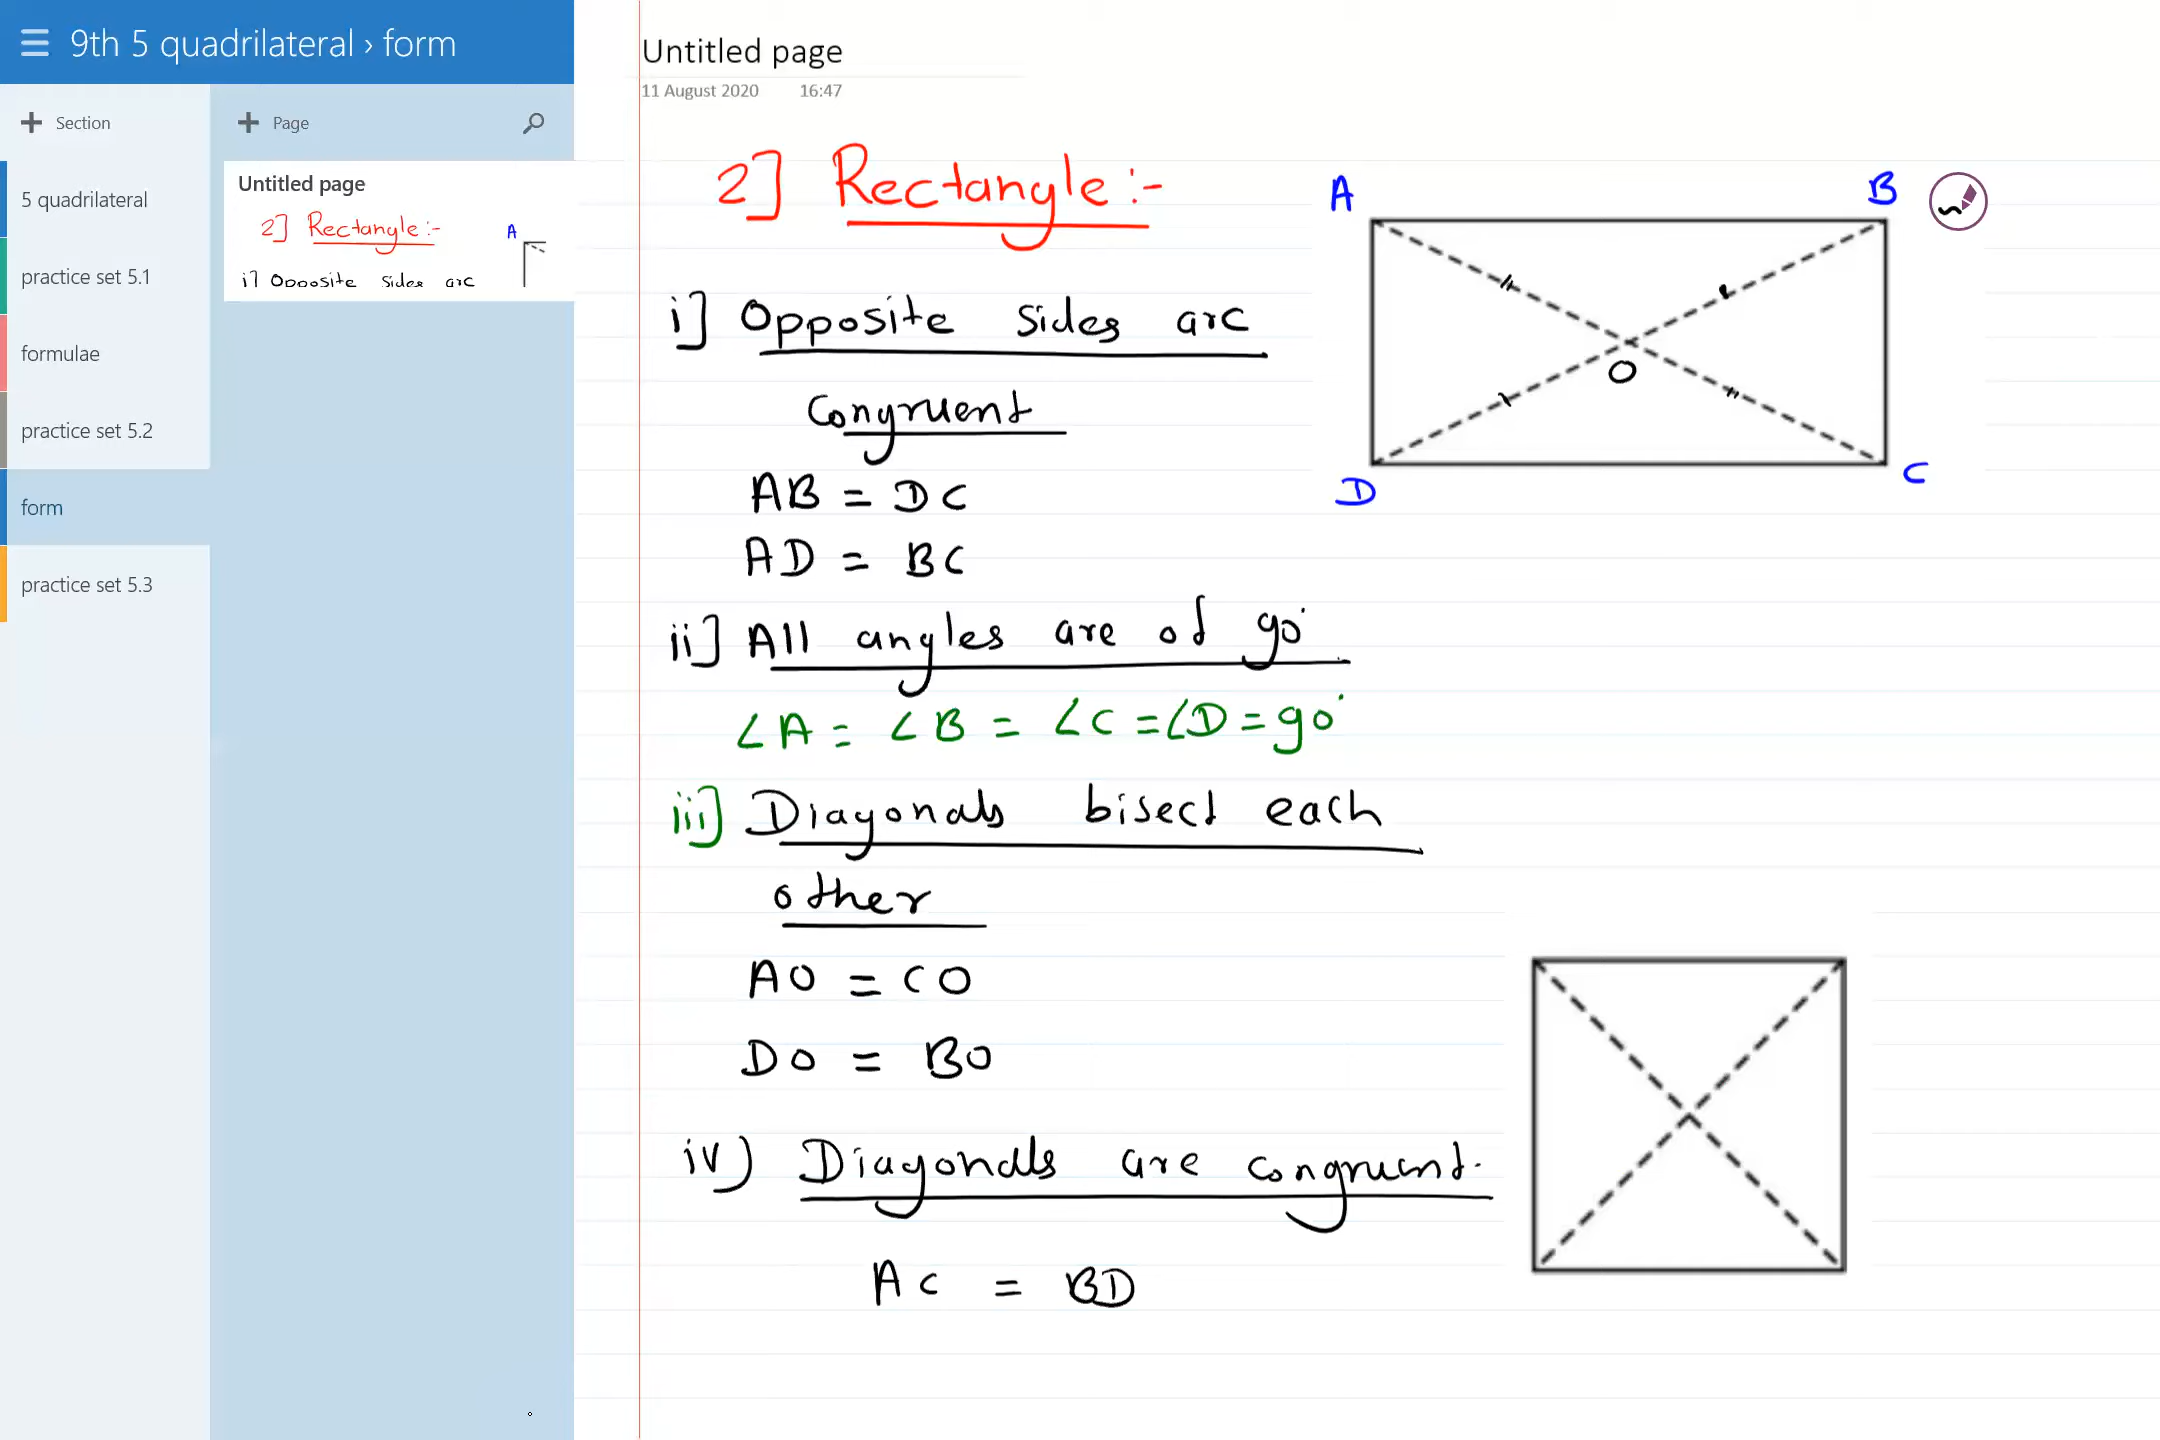 9th 5 quadrilateral › form
Section
5 quadrilateral
practice set 5.1
formulae
practice set 5.2
form
practice set 5.3
Page
Untitled page
2] Rectangle :-
A
i] Opposite sides are
Untitled page
11 August 2020 16:47
2] Rectangle :-
i] Opposite sides are
Congruent
AB = DC
AD = BC
ii] All angles are of 90°
∠A = ∠B = ∠C = ∠D = 90°
iii] Diagonals bisect each
other
AO = CO
DO = BO
iv) Diagonals are congruent.
AC = BD
A
B
O
D
C